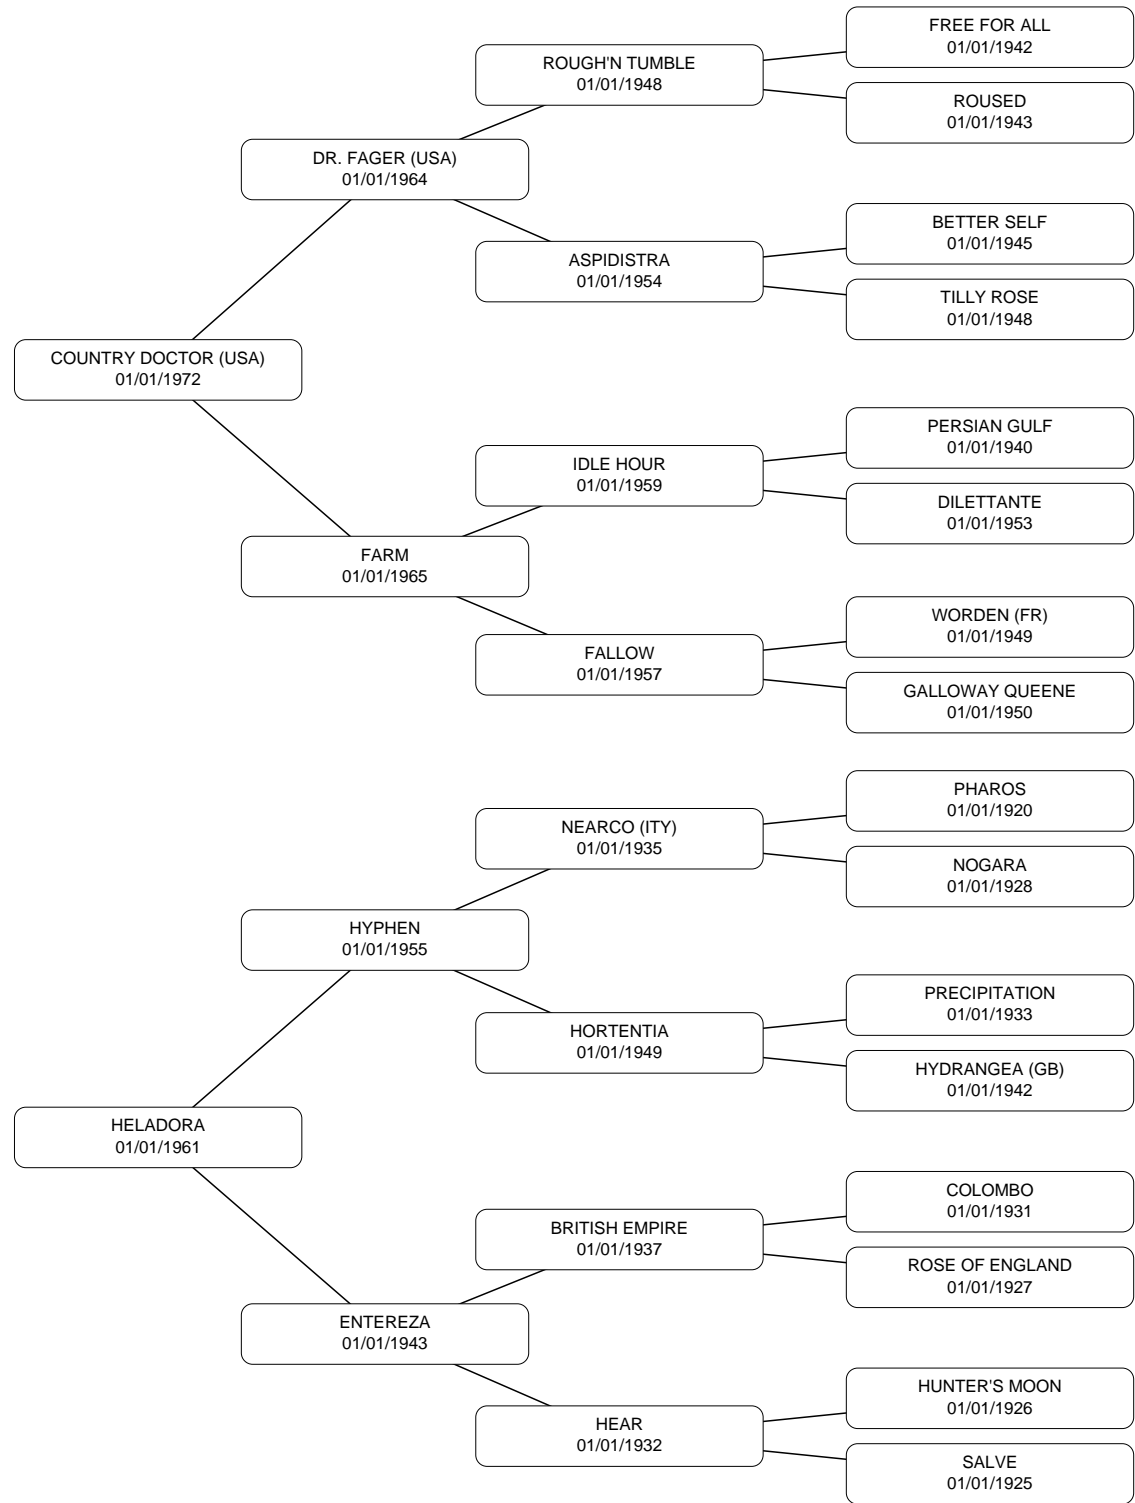 FREE FOR ALL
01/01/1942
ROUGH'N TUMBLE
01/01/1948
ROUSED
01/01/1943
DR. FAGER (USA)
01/01/1964
BETTER SELF
01/01/1945
ASPIDISTRA
01/01/1954
TILLY ROSE
01/01/1948
COUNTRY DOCTOR (USA)
01/01/1972
PERSIAN GULF
01/01/1940
IDLE HOUR
01/01/1959
DILETTANTE
01/01/1953
FARM
01/01/1965
WORDEN (FR)
01/01/1949
FALLOW
01/01/1957
GALLOWAY QUEENE
01/01/1950
PHAROS
01/01/1920
NEARCO (ITY)
01/01/1935
NOGARA
01/01/1928
HYPHEN
01/01/1955
PRECIPITATION
01/01/1933
HORTENTIA
01/01/1949
HYDRANGEA (GB)
01/01/1942
HELADORA
01/01/1961
COLOMBO
01/01/1931
BRITISH EMPIRE
01/01/1937
ROSE OF ENGLAND
01/01/1927
ENTEREZA
01/01/1943
HUNTER'S MOON
01/01/1926
HEAR
01/01/1932
SALVE
01/01/1925